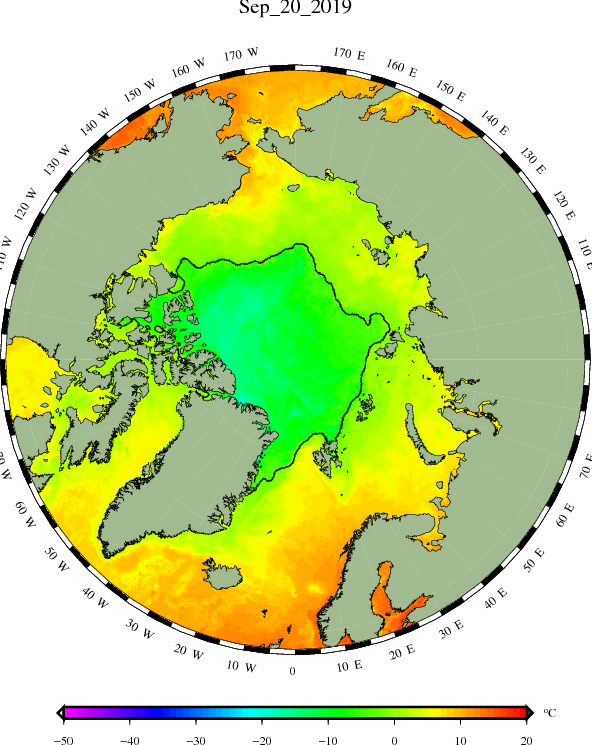 Sep_20_2019
170 W
170 E
160 W
160 E
150 W
150 E
140 W
140 E
130 W
130 E
120 W
120 E
110 E
70 E
60 W
60 E
50 W
50 E
40 W
40 E
30 W
30 E
20 W
20 E
10 W
10 E
0
°C
−50 −40 −30 −20 −10 0 10 20